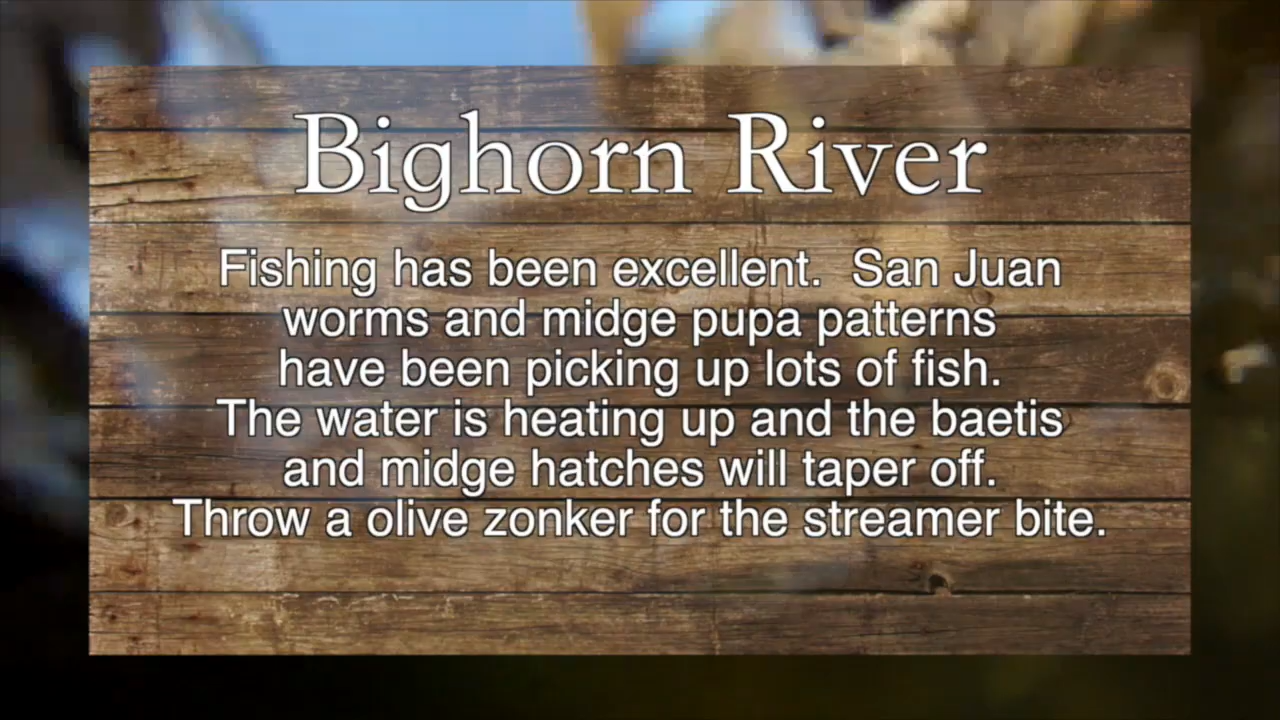 Bighorn River
Fishing has been excellent.  San Juan
worms and midge pupa patterns
have been picking up lots of fish.
The water is heating up and the baetis
and midge hatches will taper off.
Throw a olive zonker for the streamer bite.